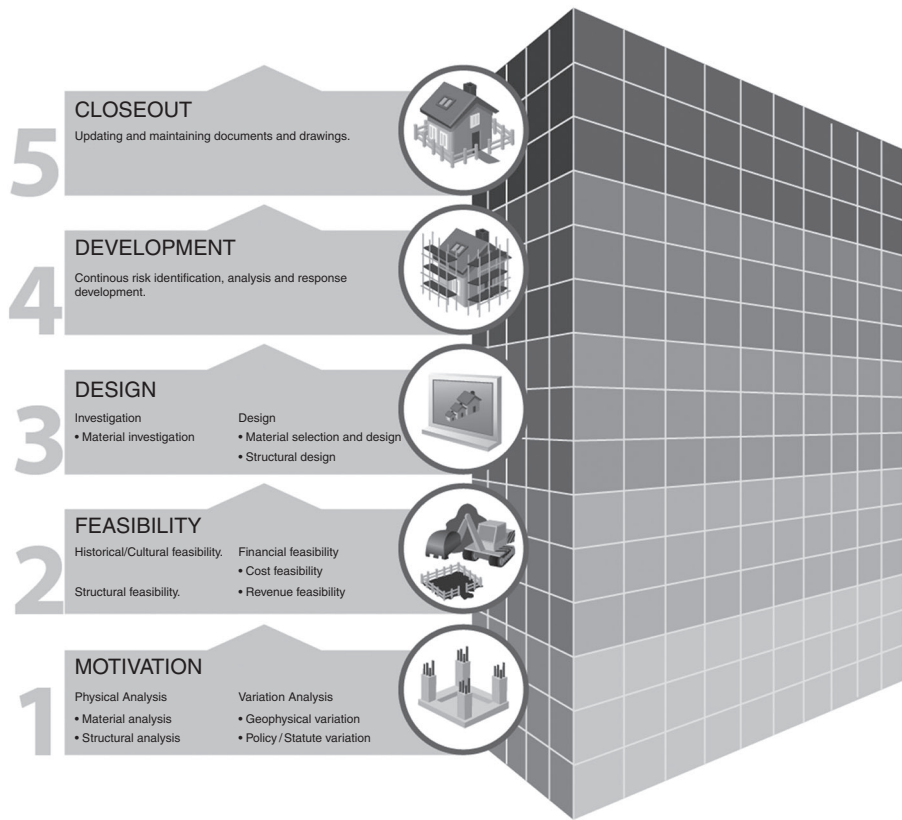 5
CLOSEOUT
Updating and maintaining documents and drawings.
4
DEVELOPMENT
Continous risk identification, analysis and response
development.
3
DESIGN
Investigation
• Material investigation
Design
• Material selection and design
• Structural design
2
FEASIBILITY
Historical/Cultural feasibility.
Structural feasibility.
Financial feasibility
• Cost feasibility
• Revenue feasibility
1
MOTIVATION
Physical Analysis
• Material analysis
• Structural analysis
Variation Analysis
• Geophysical variation
• Policy/Statute variation